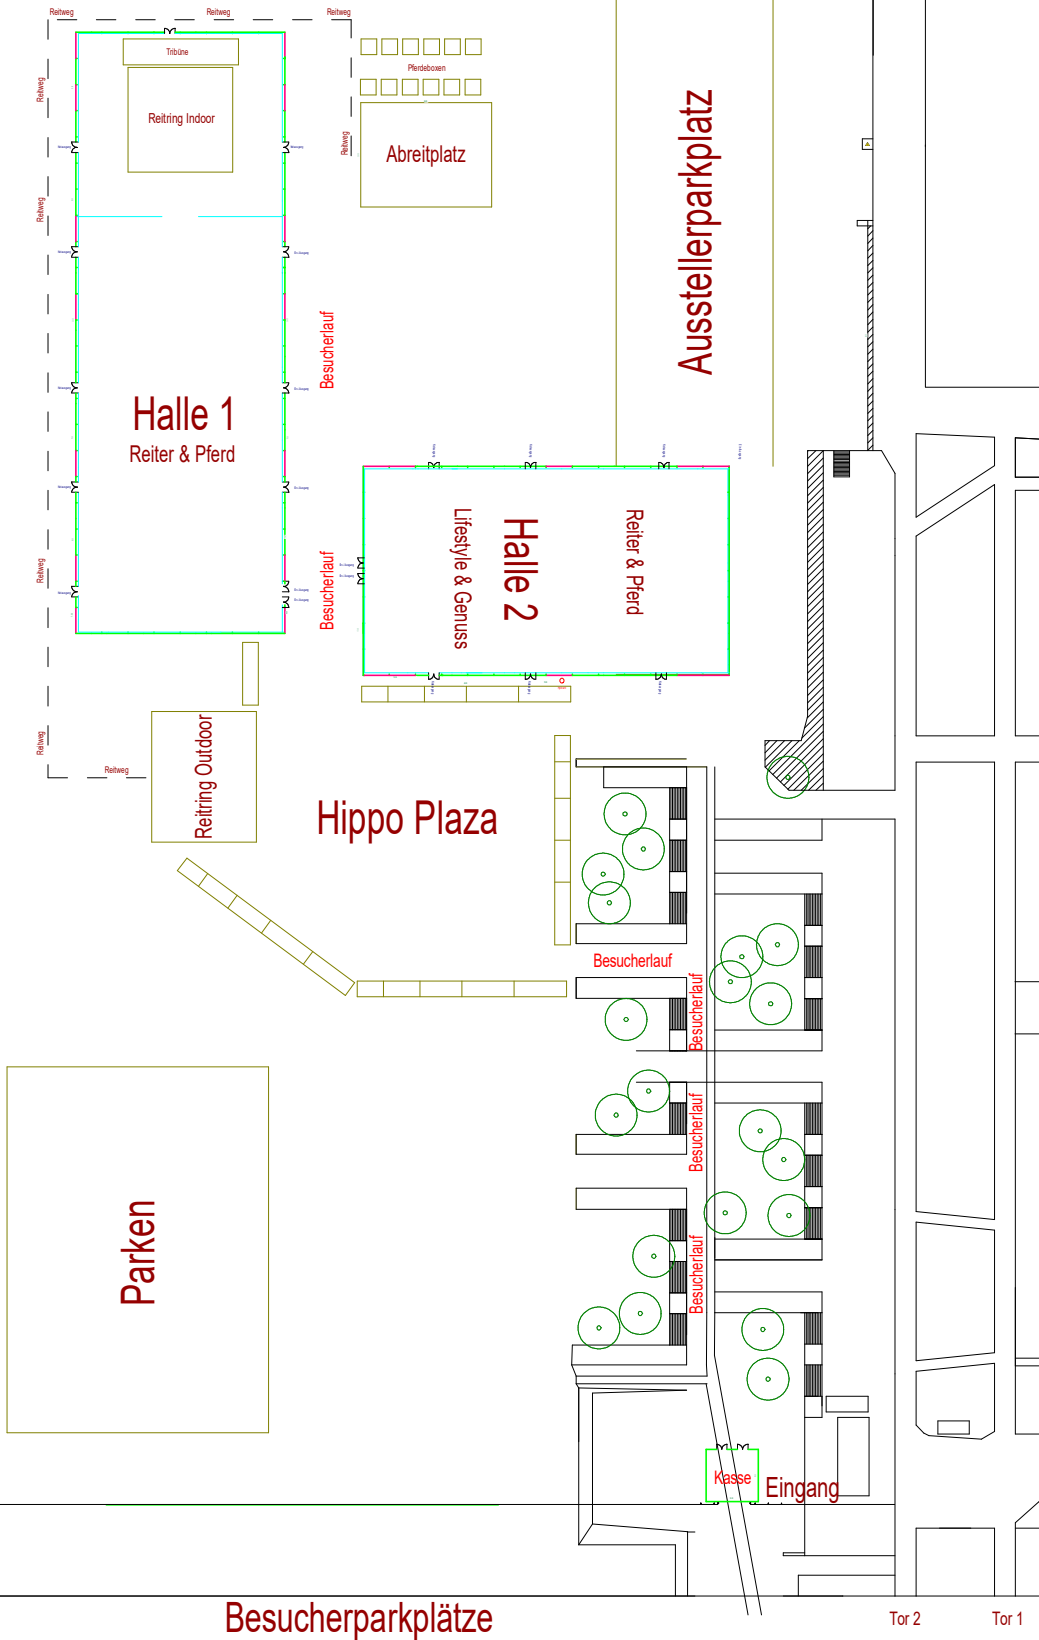 Reitweg
Reitweg
Reitweg
Tribüne
Pferdeboxen
Reitweg
Reitring Indoor
Reitweg
Abreitplatz
Ausstellerparkplatz
Reitweg
Besucherlauf
Halle 1
Reiter & Pferd
Lifestyle & Genuss
Halle 2
Reiter & Pferd
Reitweg
Besucherlauf
Reitweg
Reitweg
Reitring Outdoor
Hippo Plaza
Besucherlauf
Besucherlauf
Besucherlauf
Besucherlauf
Parken
Kasse
Eingang
Besucherparkplätze
Tor 2
Tor 1